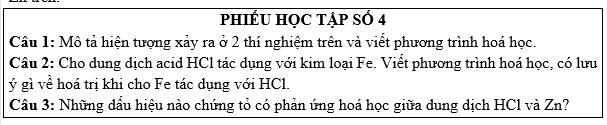 PHIẾU HỌC TẬP SỐ 4
Câu 1: Mô tả hiện tượng xảy ra ở 2 thí nghiệm trên và viết phương trình hoá học.
Câu 2: Cho dung dịch acid HCl tác dụng với kim loại Fe. Viết phương trình hoá học, có lưu
ý gì về hoá trị khi cho Fe tác dụng với HCl.
Câu 3: Những dấu hiệu nào chứng tỏ có phản ứng hoá học giữa dung dịch HCl và Zn?